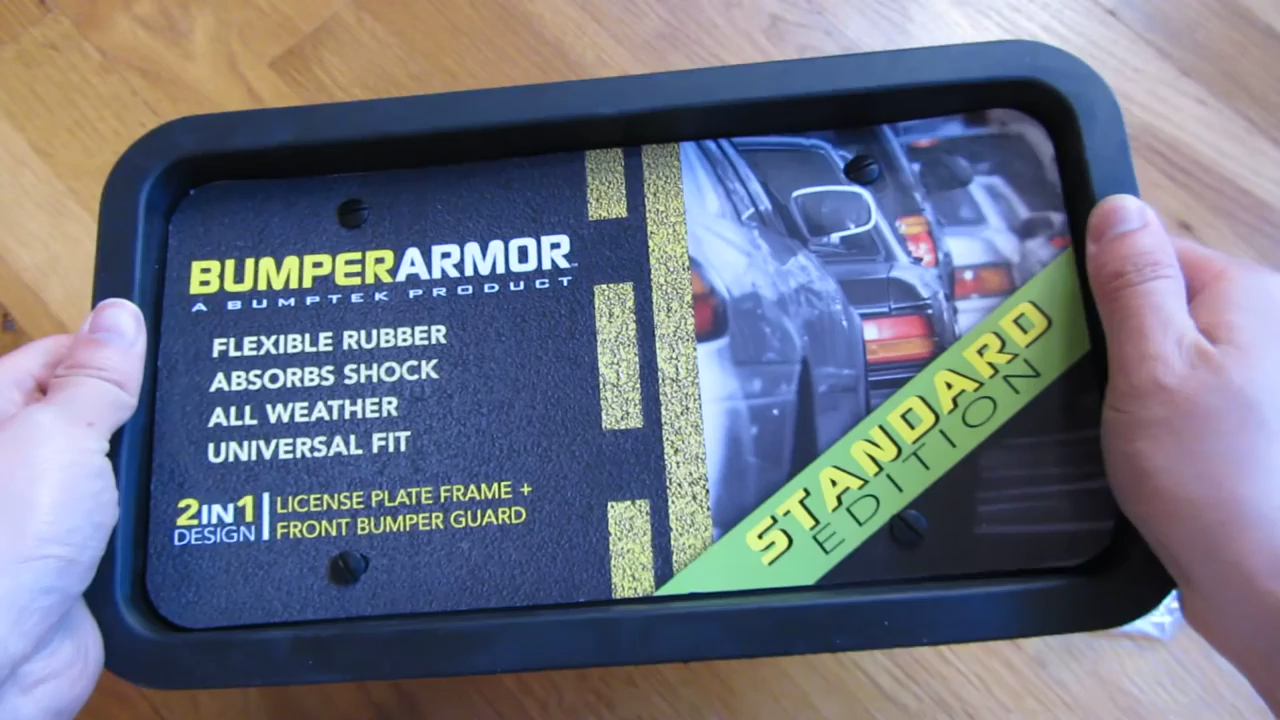 BUMPERARMOR
A BUMPTEK PRODUCT
FLEXIBLE RUBBER
ABSORBS SHOCK
ALL WEATHER
UNIVERSAL FIT
2IN1
DESIGN
LICENSE PLATE FRAME +
FRONT BUMPER GUARD
STANDARD
EDITION